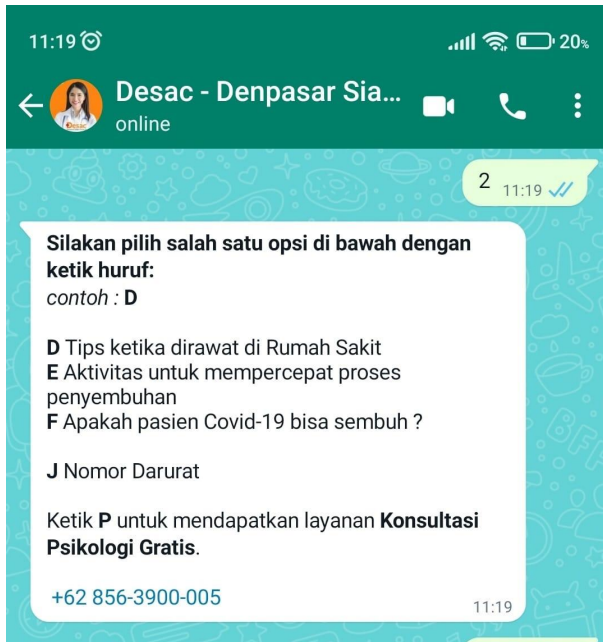 11:19
20%
Desac - Denpasar Sia...
online
2
11:19
Silakan pilih salah satu opsi di bawah dengan
ketik huruf:
contoh : D
D Tips ketika dirawat di Rumah Sakit
E Aktivitas untuk mempercepat proses
penyembuhan
F Apakah pasien Covid-19 bisa sembuh ?
J Nomor Darurat
Ketik P untuk mendapatkan layanan Konsultasi
Psikologi Gratis.
+62 856-3900-005
11:19